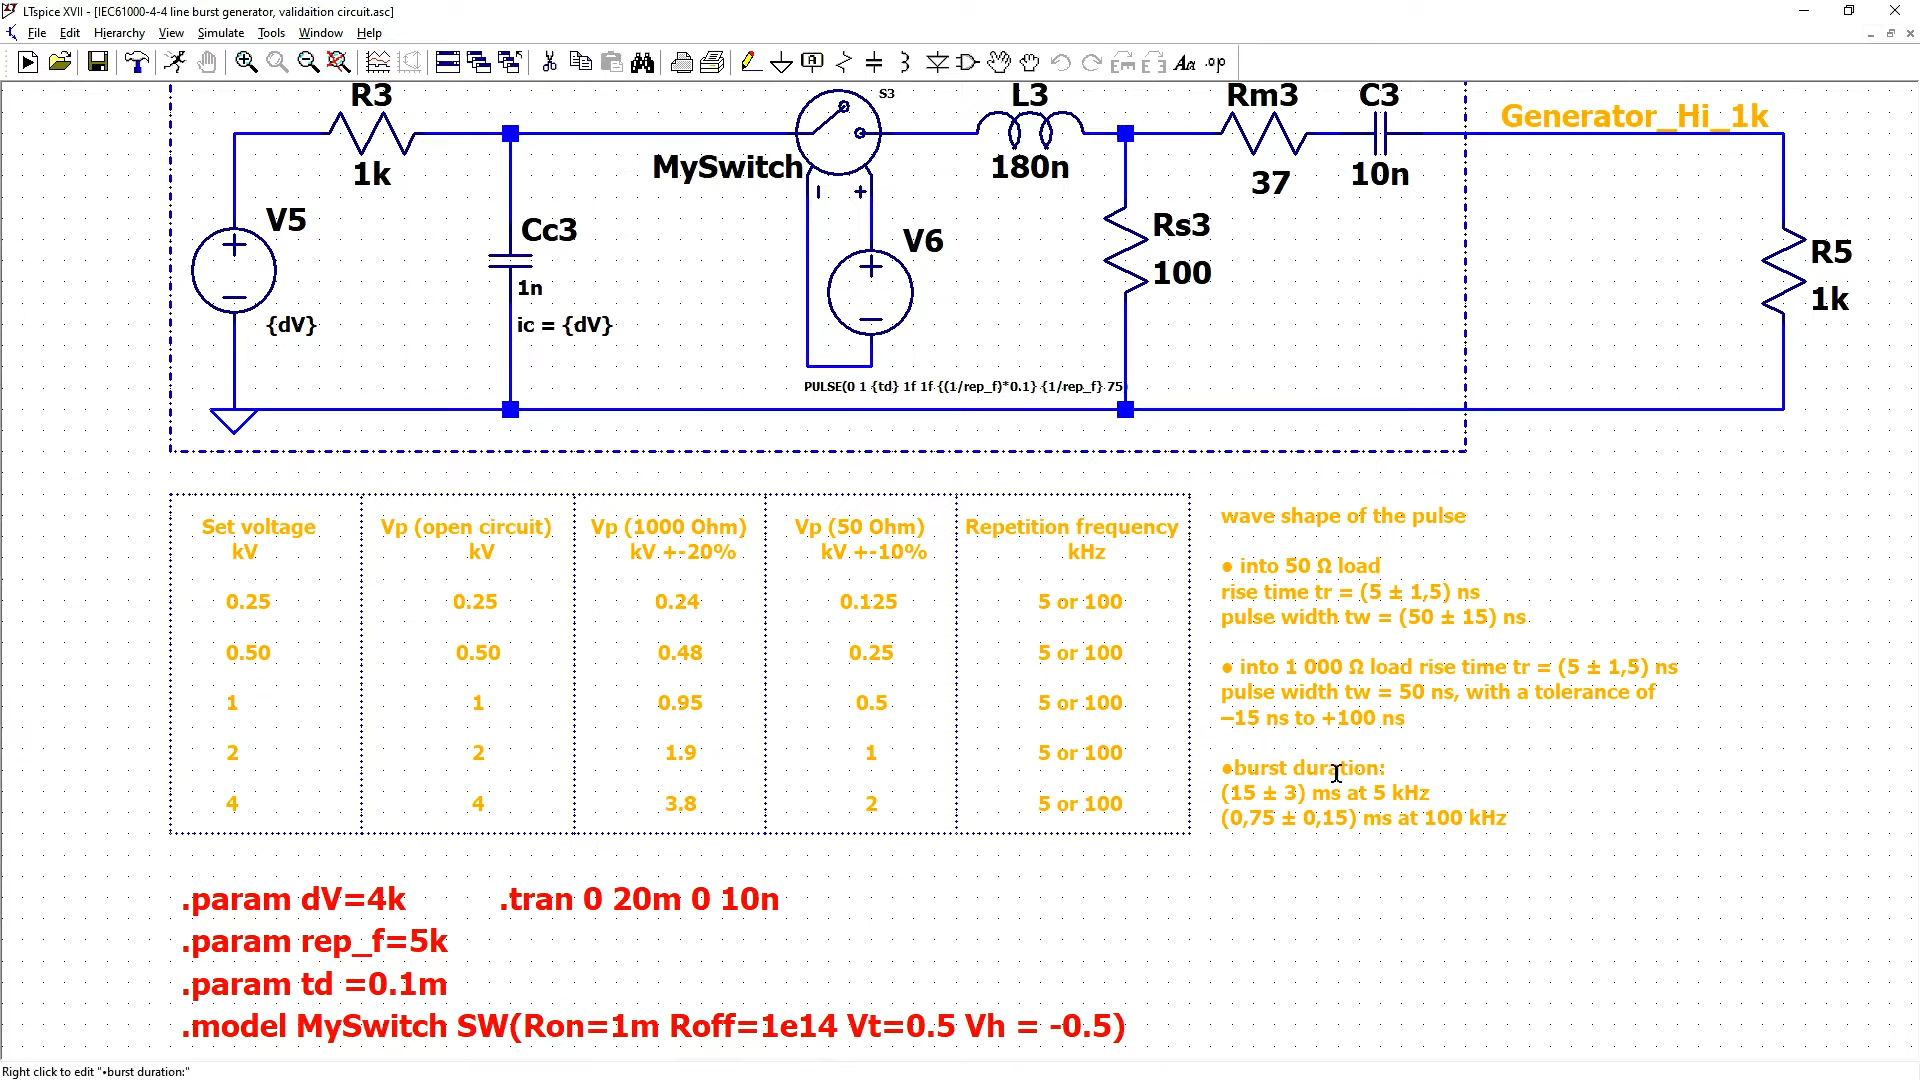 LTspice XVII - [IEC61000-4-4 line burst generator, validaition circuit.asc]
File Edit Hierarchy View Simulate Tools Window Help
R3
1k
V5
{dV}
Cc3
1n
ic = {dV}
S3
MySwitch
V6
PULSE(0 1 {td} 1f 1f {(1/rep_f)*0.1} {1/rep_f} 75)
L3
180n
Rs3
100
Rm3
37
C3
10n
Generator_Hi_1k
R5
1k
Set voltage Vp (open circuit) Vp (1000 Ohm) Vp (50 Ohm) Repetition frequency
kV kV kV +-20% kV +-10% kHz
0.25 0.25 0.24 0.125 5 or 100
0.50 0.50 0.48 0.25 5 or 100
1 1 0.95 0.5 5 or 100
2 2 1.9 1 5 or 100
4 4 3.8 2 5 or 100
wave shape of the pulse
• into 50 Ω load
rise time tr = (5 ± 1,5) ns
pulse width tw = (50 ± 15) ns
• into 1 000 Ω load rise time tr = (5 ± 1,5) ns
pulse width tw = 50 ns, with a tolerance of
–15 ns to +100 ns
•burst duration:
(15 ± 3) ms at 5 kHz
(0,75 ± 0,15) ms at 100 kHz
.param dV=4k .tran 0 20m 0 10n
.param rep_f=5k
.param td =0.1m
.model MySwitch SW(Ron=1m Roff=1e14 Vt=0.5 Vh = -0.5)
Right click to edit "•burst duration:"